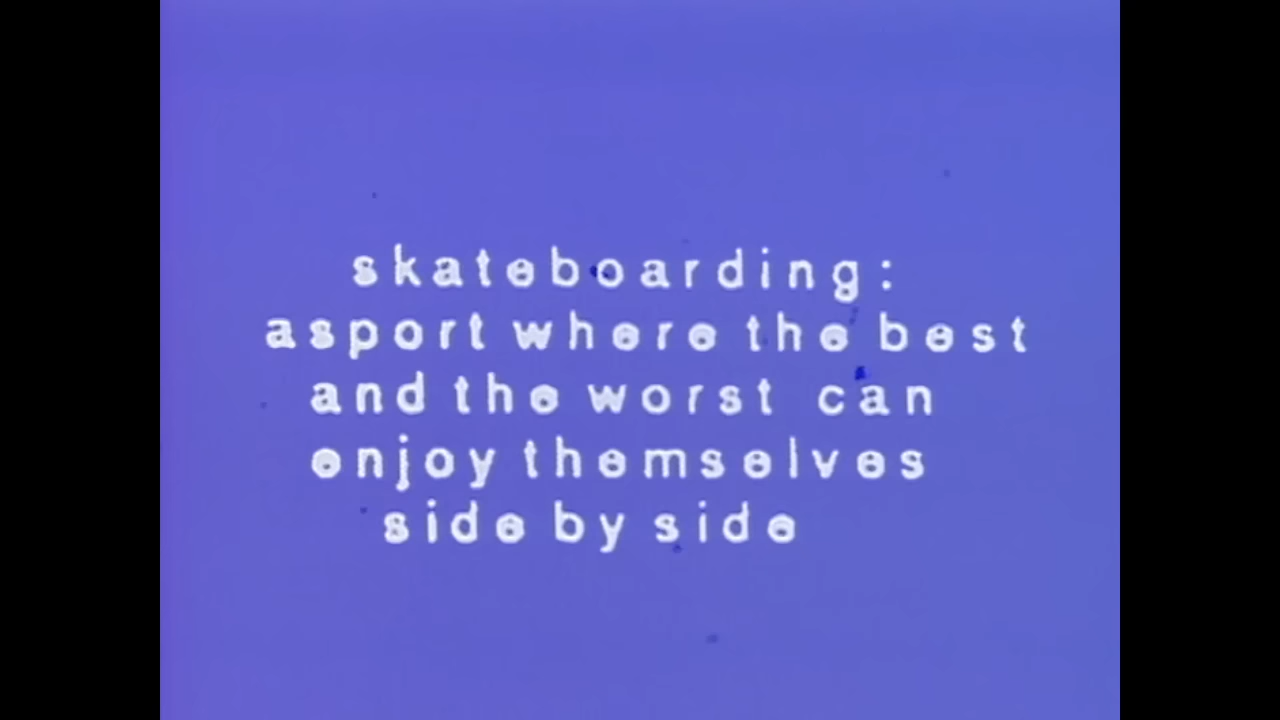 skateboarding:
asport where the best
and the worst can
enjoy themselves
side by side